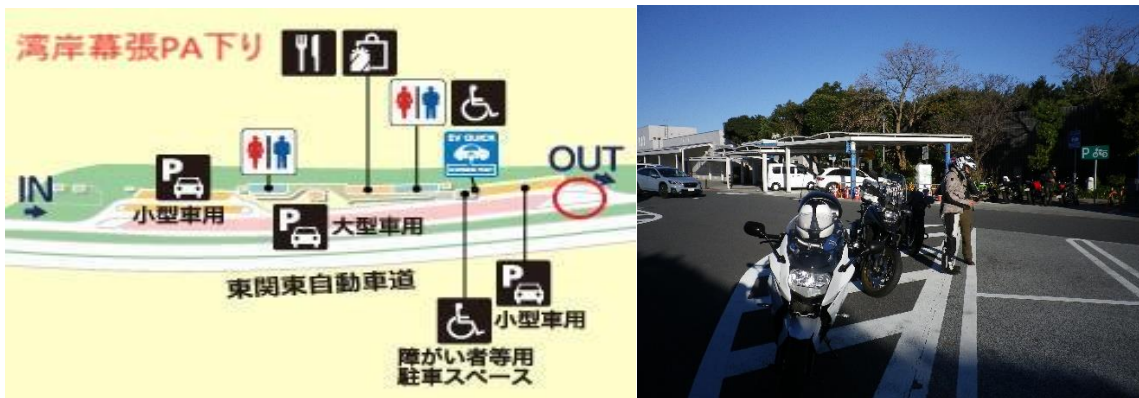 湾岸幕張PA下り
EV QUICK
IN
OUT
P
小型車用
P
大型車用
東関東自動車道
P
小型車用
障がい者等用
駐車スペース
P